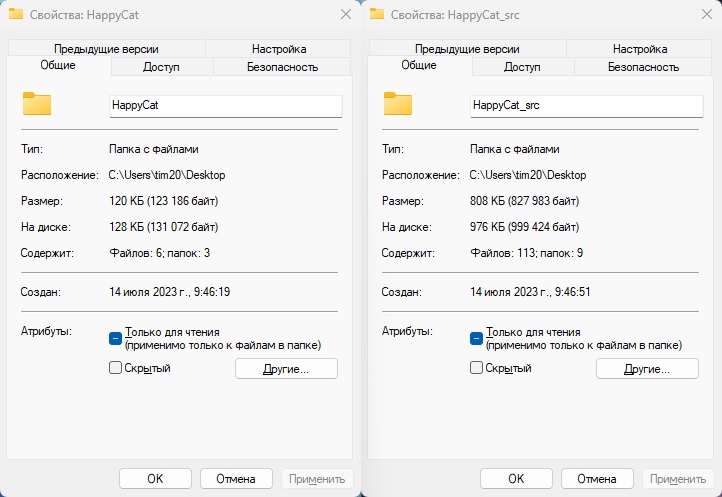 Свойства: HappyCat
Предыдущие версии Настройка
Общие Доступ Безопасность
HappyCat
Тип: Папка с файлами
Расположение: C:\Users\tim20\Desktop
Размер: 120 КБ (123 186 байт)
На диске: 128 КБ (131 072 байт)
Содержит: Файлов: 6; папок: 3
Создан: 14 июля 2023 г., 9:46:19
Атрибуты: Только для чтения
(применимо только к файлам в папке)
Скрытый Другие...
OK Отмена Применить
Свойства: HappyCat_src
Предыдущие версии Настройка
Общие Доступ Безопасность
HappyCat_src
Тип: Папка с файлами
Расположение: C:\Users\tim20\Desktop
Размер: 808 КБ (827 983 байт)
На диске: 976 КБ (999 424 байт)
Содержит: Файлов: 113; папок: 9
Создан: 14 июля 2023 г., 9:46:51
Атрибуты: Только для чтения
(применимо только к файлам в папке)
Скрытый Другие...
OK Отмена Применить